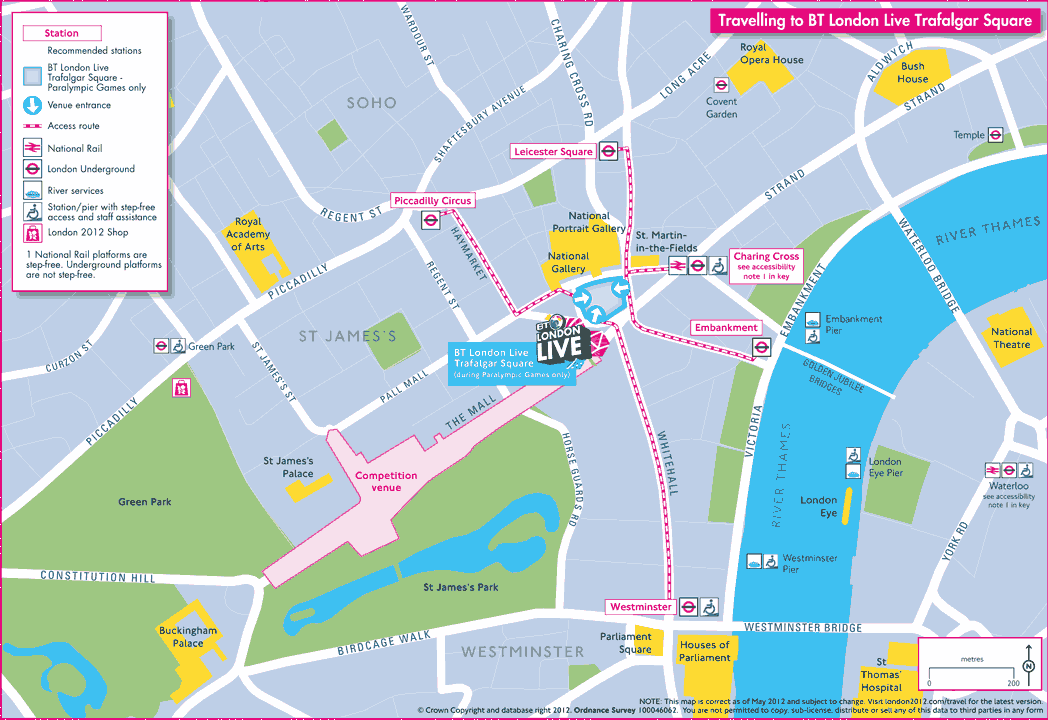 Travelling to BT London Live Trafalgar Square
Station
Recommended stations
BT London Live
Trafalgar Square -
Paralympic Games only
Venue entrance
Access route
National Rail
London Underground
River services
Station/pier with step-free
access and staff assistance
London 2012 Shop
1 National Rail platforms are
step-free. Underground platforms
are not step-free.
WARDOUR ST
CHARING CROSS RD
LONG ACRE
Royal
Opera House
ALDWYCH
Bush
House
STRAND
Covent
Garden
SOHO
SHAFTESBURY AVENUE
Temple
Leicester Square
STRAND
Piccadilly Circus
REGENT ST
National
Portrait Gallery
Royal
Academy
of Arts
HAYMARKET
St. Martin-
in-the-Fields
WATERLOO BRIDGE
RIVER THAMES
National
Gallery
Charing Cross
see accessibility
note 1 in key
PICCADILLY
REGENT ST
EMBANKMENT
Embankment
Embankment
Pier
National
Theatre
ST JAMES'S
BT
LONDON
LIVE
BT London Live
Trafalgar Square
(during Paralympic Games only)
Green Park
CURZON ST
ST JAMES'S ST
PALL MALL
GOLDEN JUBILEE
BRIDGES
PICCADILLY
THE MALL
VICTORIA
RIVER THAMES
HORSE GUARDS RD
WHITEHALL
St James's
Palace
Competition
venue
London
Eye Pier
Waterloo
see accessibility
note 1 in key
Green Park
London
Eye
YORK RD
Westminster
Pier
CONSTITUTION HILL
St James's Park
Westminster
Buckingham
Palace
BIRDCAGE WALK
WESTMINSTER
Parliament
Square
Houses of
Parliament
WESTMINSTER BRIDGE
St
Thomas'
Hospital
metres
0
200
N
NOTE: This map is correct as of May 2012 and subject to change. Visit london2012.com/travel for the latest version.
© Crown Copyright and database right 2012. Ordnance Survey 100046062. You are not permitted to copy, sub-license, distribute or sell any of this data to third parties in any form